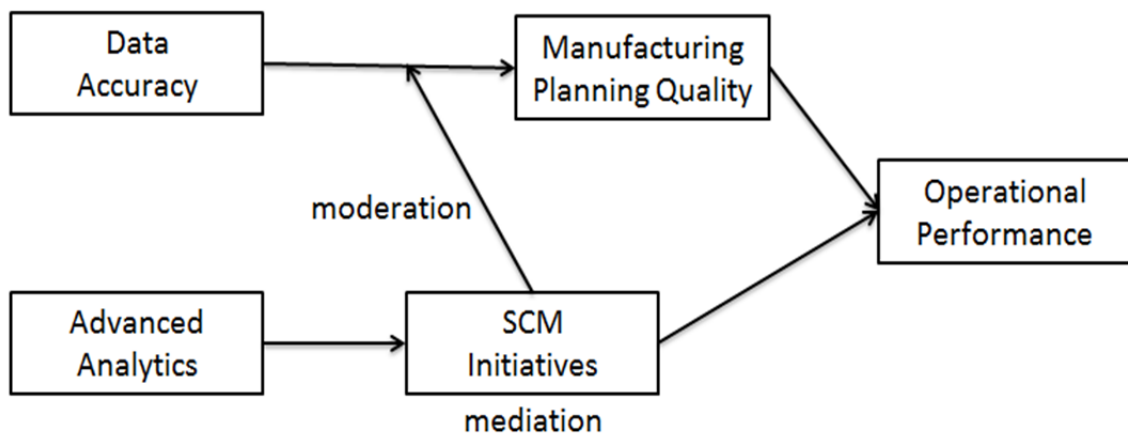 Data
Accuracy
Manufacturing
Planning Quality
Operational
Performance
moderation
Advanced
Analytics
SCM
Initiatives
mediation